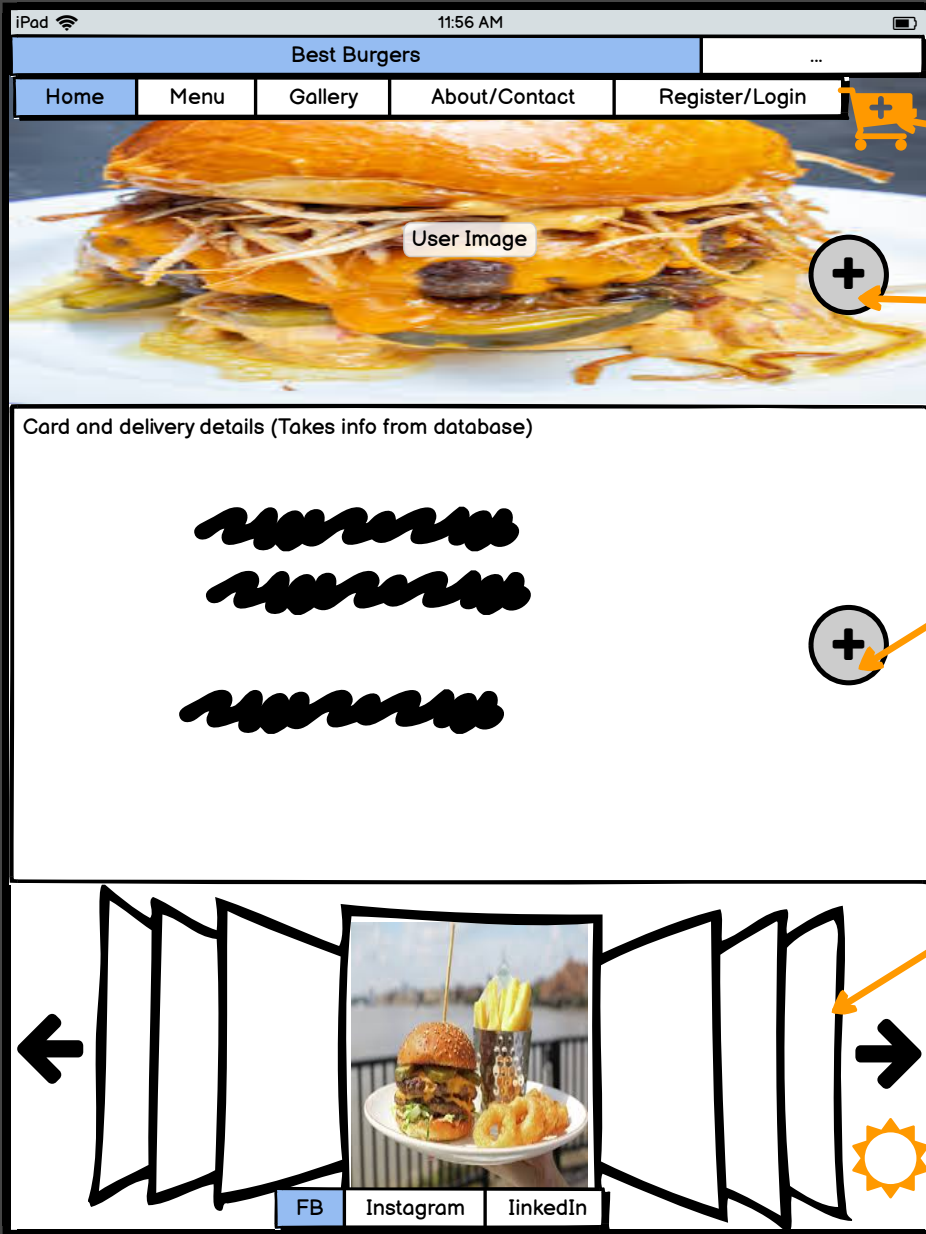 iPad 11:56 AM
Best Burgers ...
Home Menu Gallery About/Contact Register/Login
User Image
Card and delivery details (Takes info from database)
FB Instagram IinkedIn